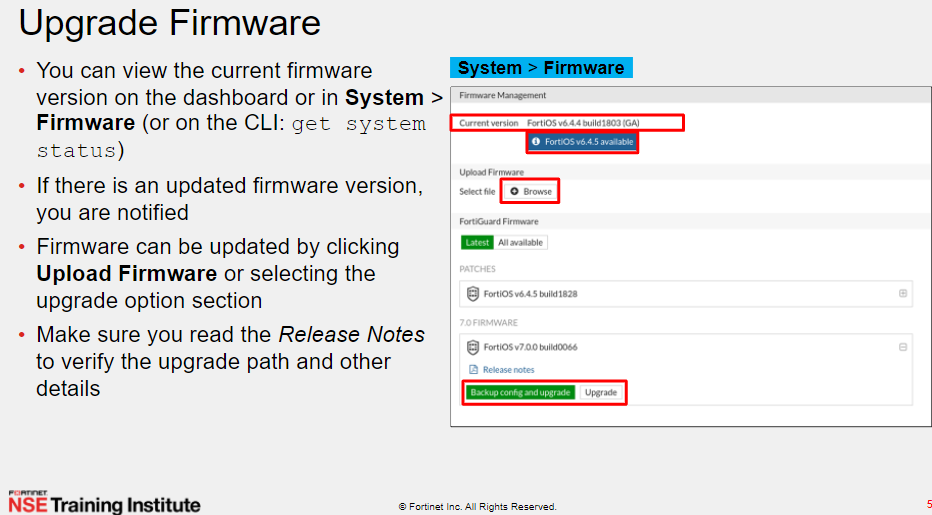 Upgrade Firmware
• You can view the current firmware
version on the dashboard or in System >
Firmware (or on the CLI: get system
status)
• If there is an updated firmware version,
you are notified
• Firmware can be updated by clicking
Upload Firmware or selecting the
upgrade option section
• Make sure you read the Release Notes
to verify the upgrade path and other
details
System > Firmware
Firmware Management
Current version FortiOS v6.4.4 build1803 (GA)
FortiOS v6.4.5 available
Upload Firmware
Select file Browse
FortiGuard Firmware
Latest All available
PATCHES
FortiOS v6.4.5 build1828
7.0 FIRMWARE
FortiOS v7.0.0 build0066
Release notes
Backup config and upgrade Upgrade
FORTINET
NSE Training Institute
© Fortinet Inc. All Rights Reserved.
5